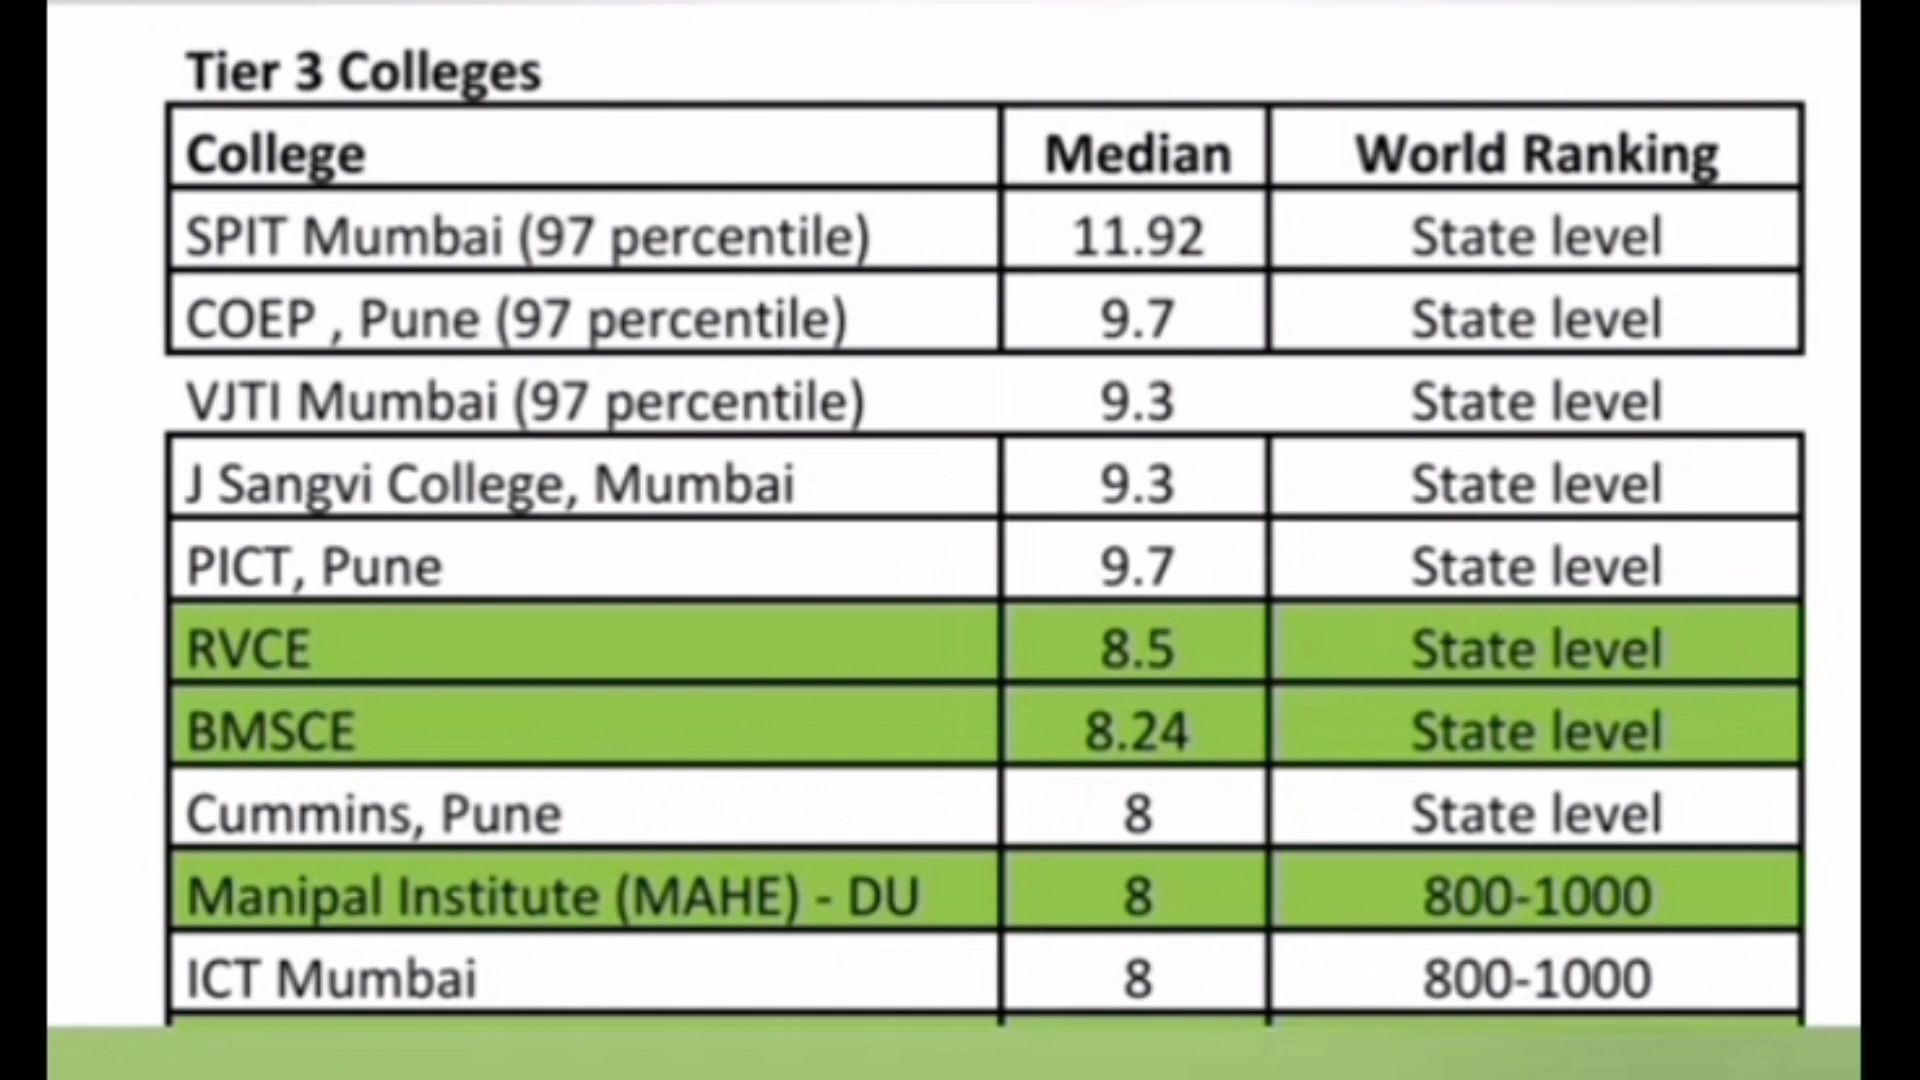 Tier 3 Colleges
College Median World Ranking
SPIT Mumbai (97 percentile) 11.92 State level
COEP , Pune (97 percentile) 9.7 State level
VJTI Mumbai (97 percentile) 9.3 State level
J Sangvi College, Mumbai 9.3 State level
PICT, Pune 9.7 State level
RVCE 8.5 State level
BMSCE 8.24 State level
Cummins, Pune 8 State level
Manipal Institute (MAHE) - DU 8 800-1000
ICT Mumbai 8 800-1000